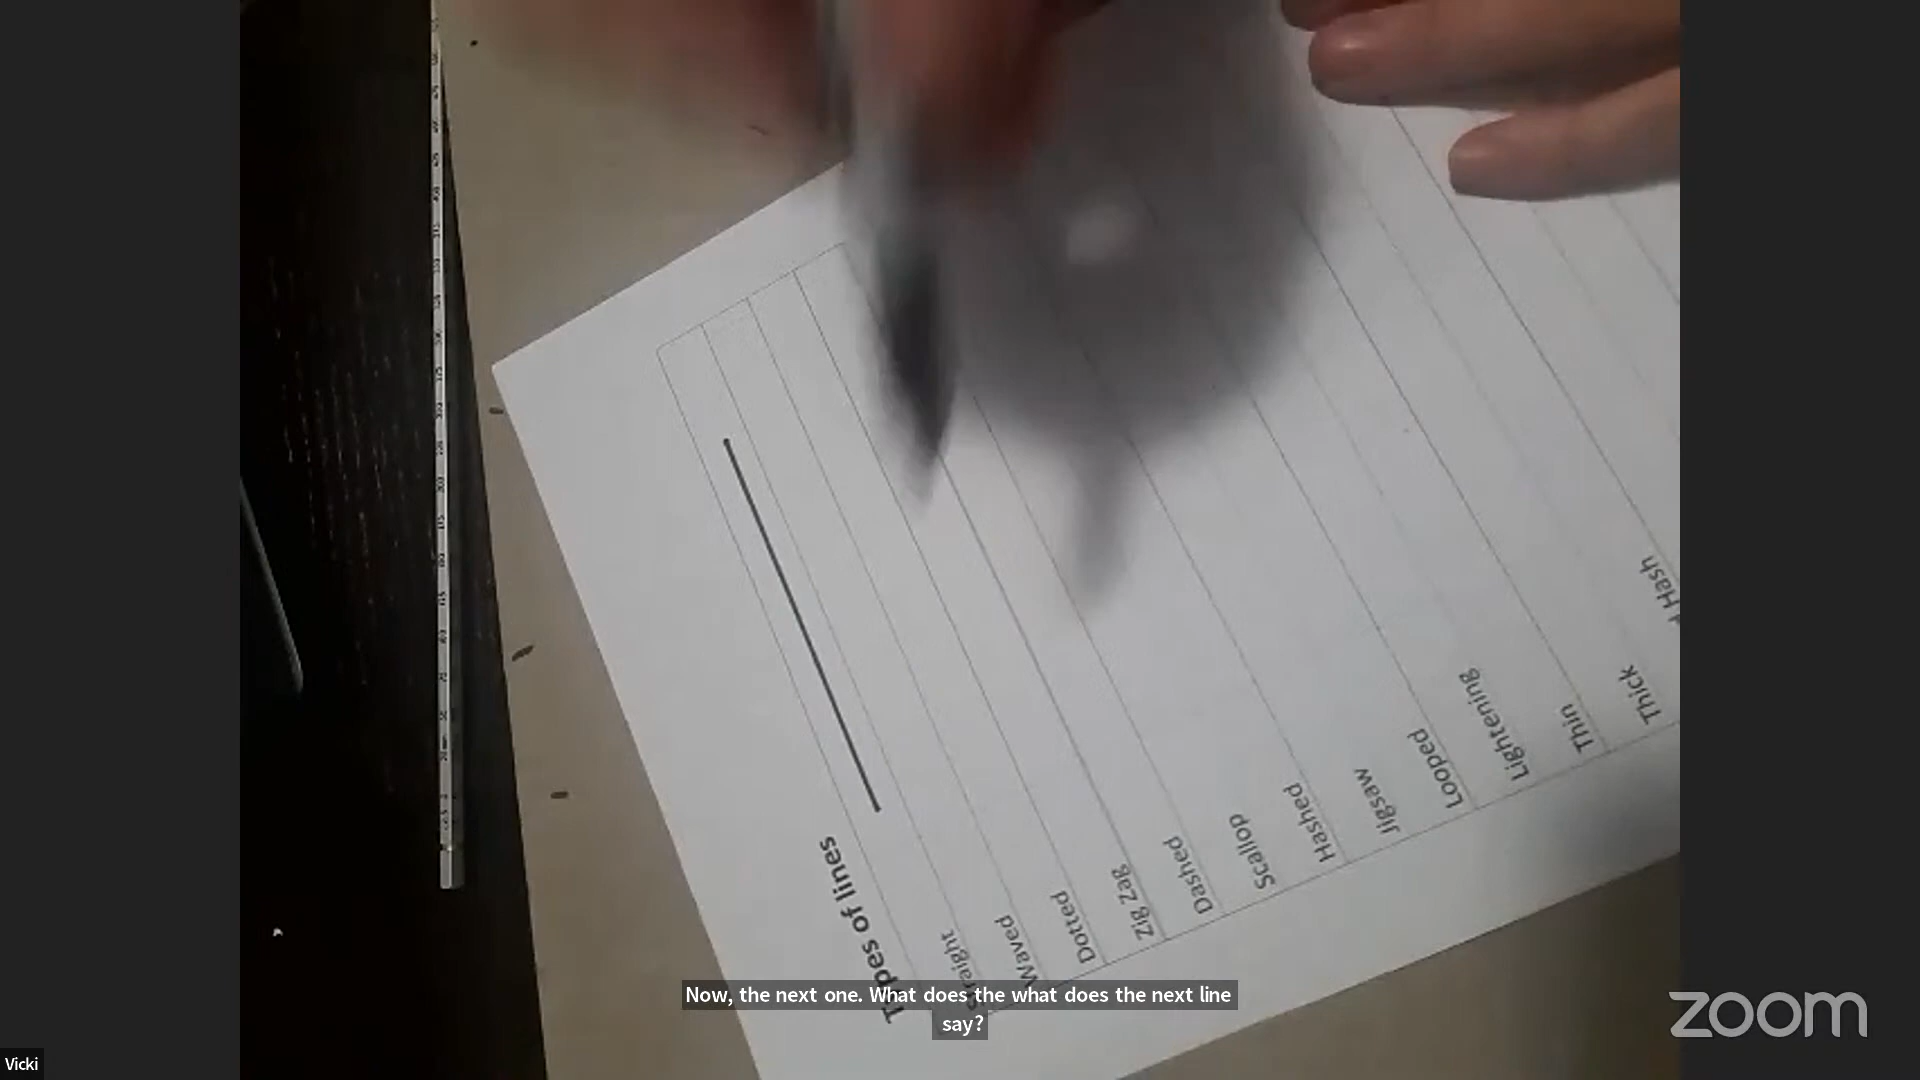 Types of lines
Straight
Waved
Dotted
Zig Zag
Dashed
Scallop
Hashed
Jigsaw
Looped
Lightening
Thin
Thick
Hash
Now, the next one. What does the what does the next line
say?
Vicki
zoom